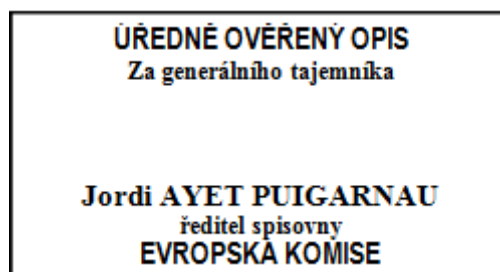 ÚŘEDNĚ OVĚŘENÝ OPIS
Za generálního tajemníka
Jordi AYET PUIGARNAU
ředitel spisovny
EVROPSKÁ KOMISE